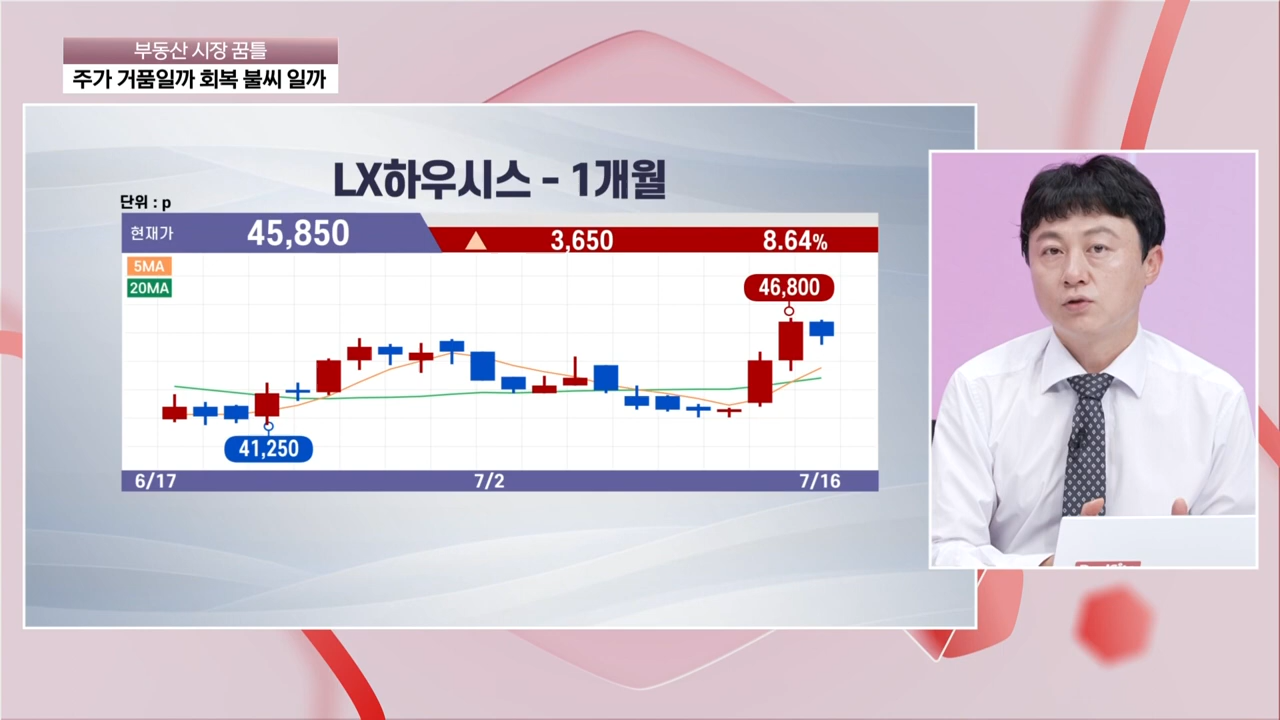 부동산 시장 꿈틀
주가 거품일까 회복 불씨 일까
LX하우시스 - 1개월
단위 : p
현재가 45,850 ▲ 3,650 8.64%
5MA
20MA
46,800
41,250
6/17 7/2 7/16